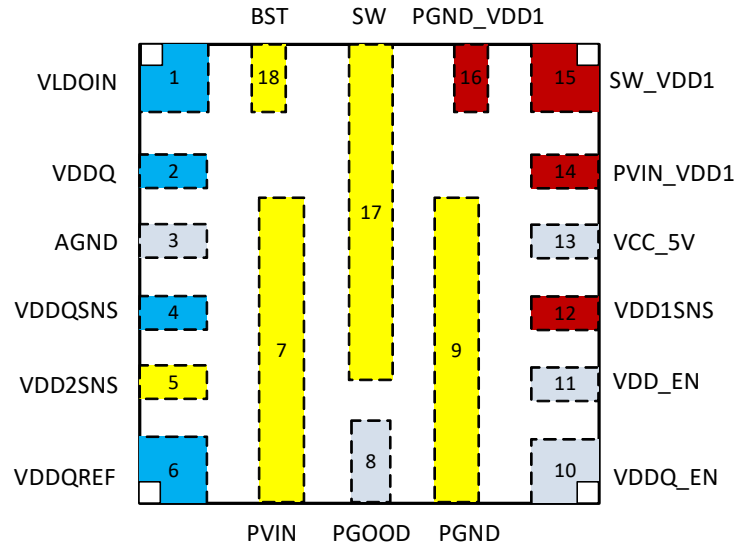 BST SW PGND_VDD1
VLDOIN 1 18 16 15 SW_VDD1
VDDQ 2 14 PVIN_VDD1
17
AGND 3 13 VCC_5V
VDDQSNS 4 12 VDD1SNS
7 9
VDD2SNS 5 11 VDD_EN
8
VDDQREF 6 10 VDDQ_EN
PVIN PGOOD PGND